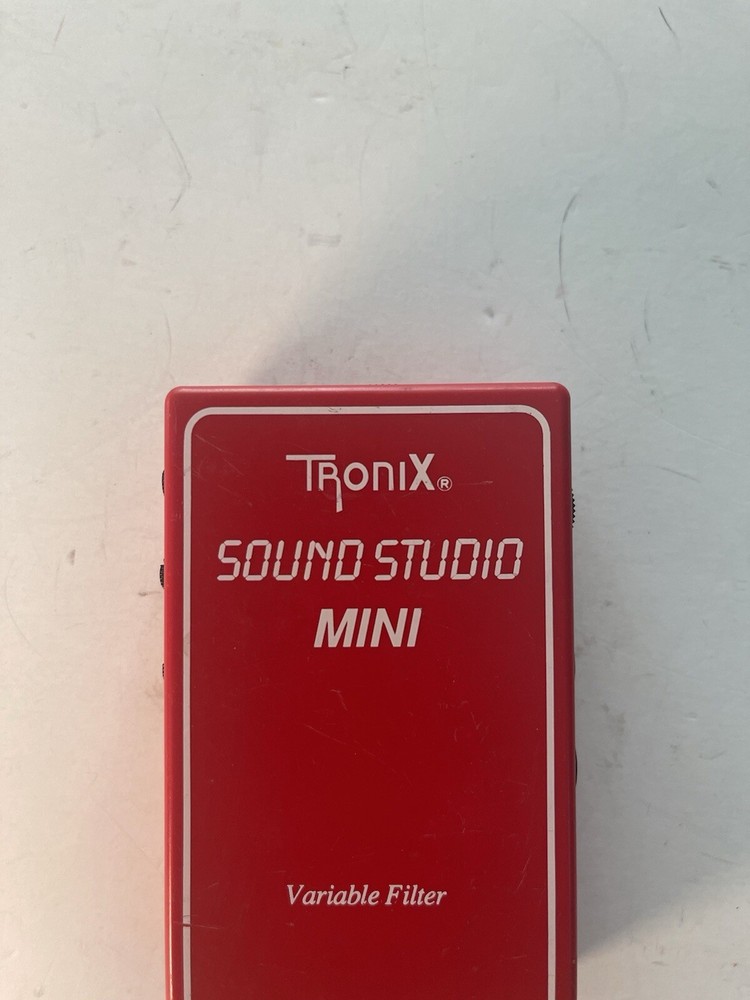 TRoniX®
SOUND STUDIO
MINI
Variable Filter